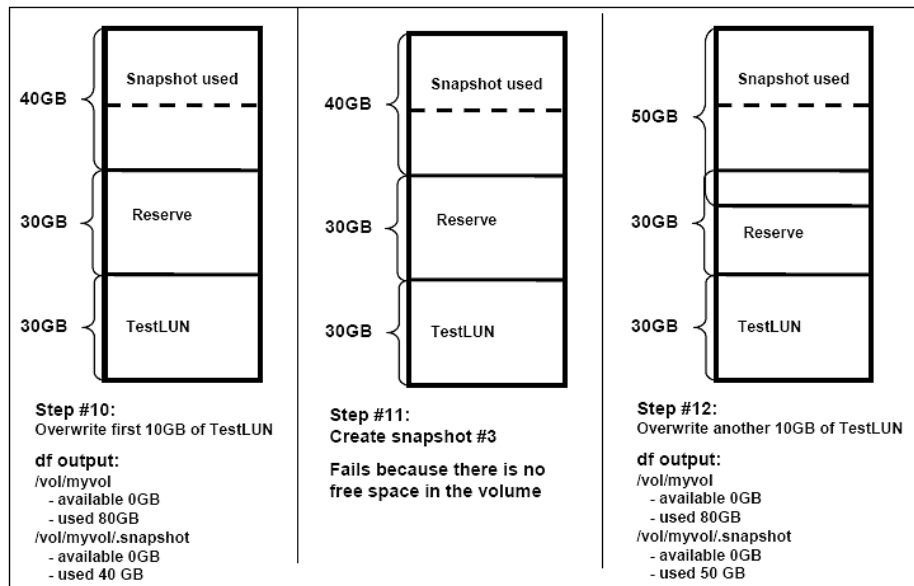 Snapshot used
40GB
30GB
Reserve
30GB
TestLUN
Step #10:
Overwrite first 10GB of TestLUN
df output:
/vol/myvol
- available 0GB
- used 80GB
/vol/myvol/.snapshot
- available 0GB
- used 40 GB
Snapshot used
40GB
30GB
Reserve
30GB
TestLUN
Step #11:
Create snapshot #3
Fails because there is no
free space in the volume
Snapshot used
50GB
30GB
Reserve
30GB
TestLUN
Step #12:
Overwrite another 10GB of TestLUN
df output:
/vol/myvol
- available 0GB
- used 80GB
/vol/myvol/.snapshot
- available 0GB
- used 50 GB